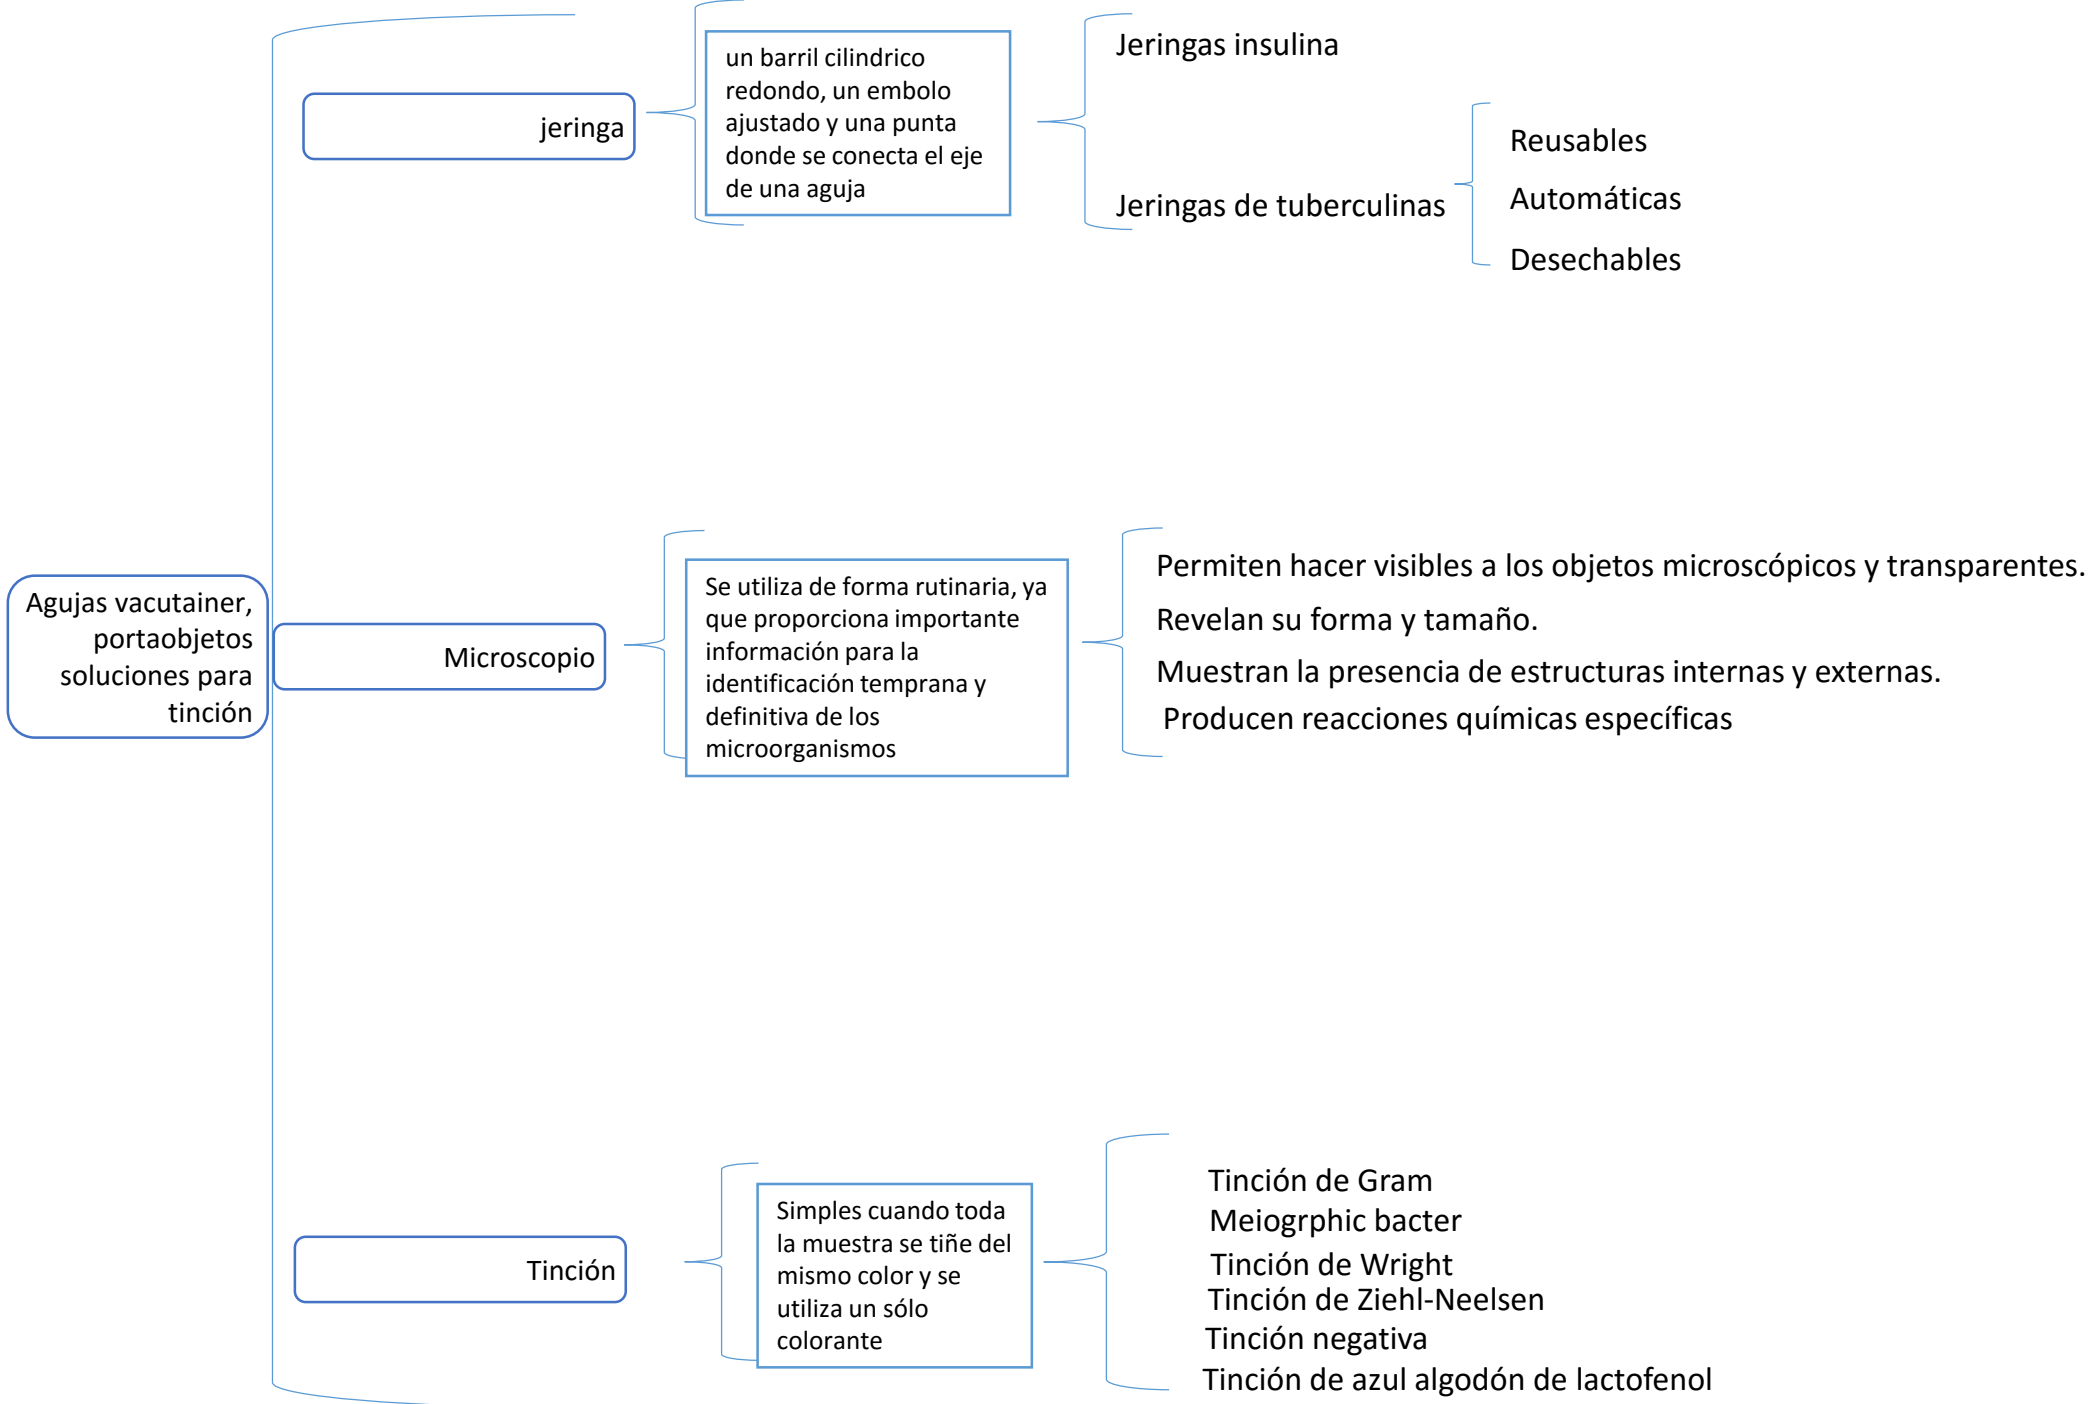 Agujas vacutainer,
portaobjetos
soluciones para
tinción
jeringa
un barril cilindrico
redondo, un embolo
ajustado y una punta
donde se conecta el eje
de una aguja
Jeringas insulina
Jeringas de tuberculinas
Reusables
Automáticas
Desechables
Microscopio
Se utiliza de forma rutinaria, ya
que proporciona importante
información para la
identificación temprana y
definitiva de los
microorganismos
Permiten hacer visibles a los objetos microscópicos y transparentes.
Revelan su forma y tamaño.
Muestran la presencia de estructuras internas y externas.
Producen reacciones químicas específicas
Tinción
Simples cuando toda
la muestra se tiñe del
mismo color y se
utiliza un sólo
colorante
Tinción de Gram
Meiogrphic bacter
Tinción de Wright
Tinción de Ziehl-Neelsen
Tinción negativa
Tinción de azul algodón de lactofenol